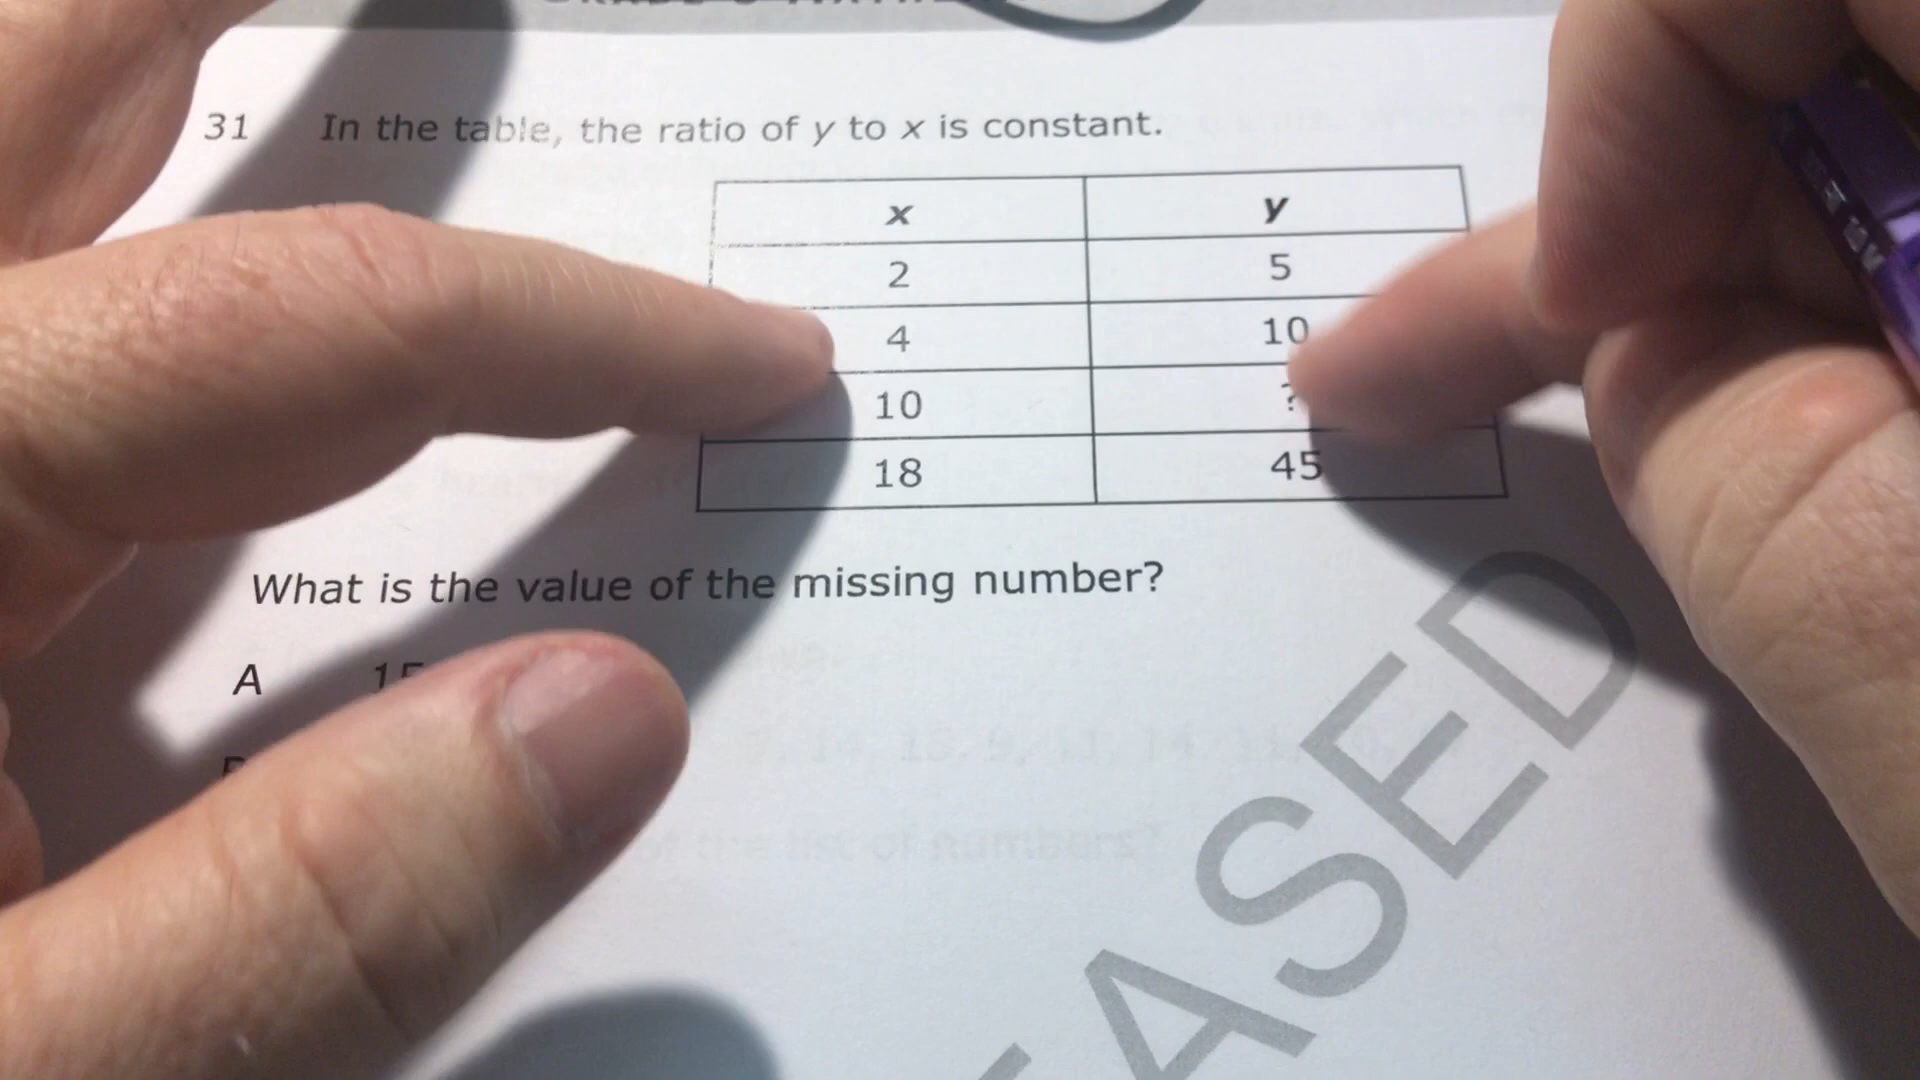 31 In the table, the ratio of y to x is constant.
x y
2 5
4 10
10 ?
18 45
What is the value of the missing number?
A
EASED